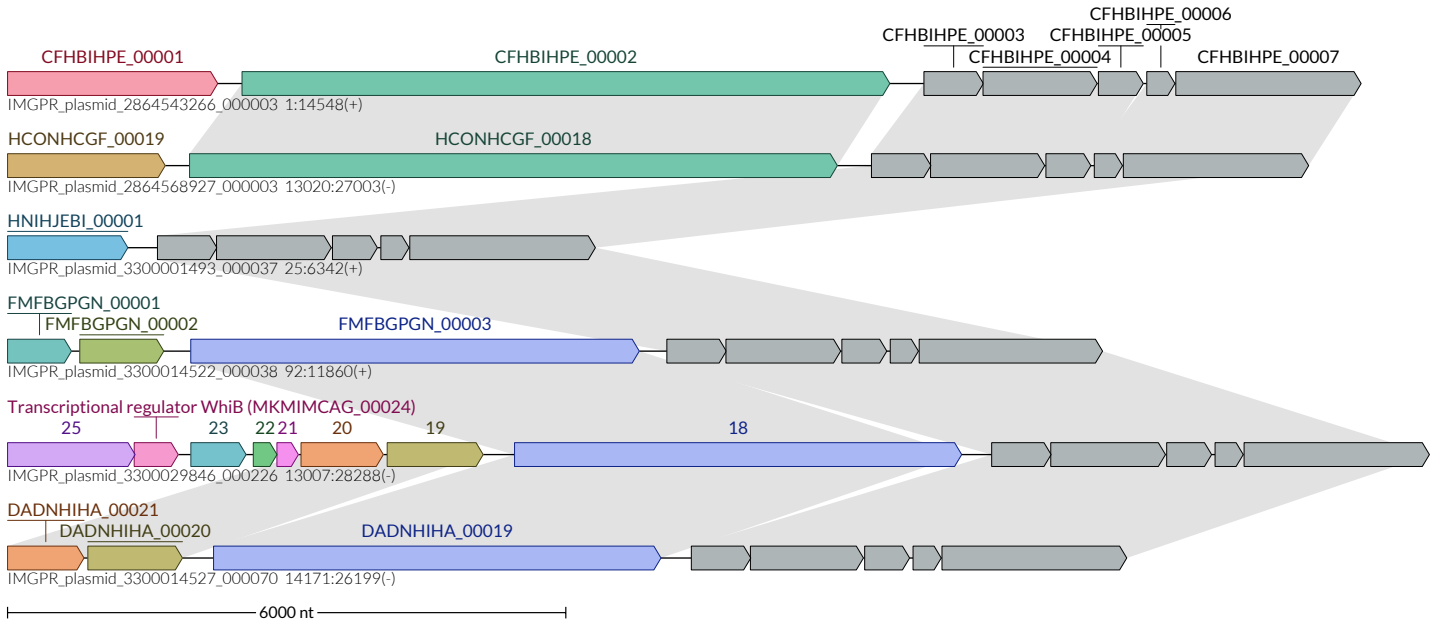 CFHBIHPE_00006
CFHBIHPE_00003 CFHBIHPE_00005
CFHBIHPE_00001 CFHBIHPE_00002 CFHBIHPE_00004 CFHBIHPE_00007
IMGPR_plasmid_2864543266_000003 1:14548(+)
HCONHCGF_00019 HCONHCGF_00018
IMGPR_plasmid_2864568927_000003 13020:27003(-)
HNIHJEBI_00001
IMGPR_plasmid_3300001493_000037 25:6342(+)
FMFBGPGN_00001
FMFBGPGN_00002 FMFBGPGN_00003
IMGPR_plasmid_3300014522_000038 92:11860(+)
Transcriptional regulator WhiB (MKMIMCAG_00024)
25 23 22 21 20 19 18
IMGPR_plasmid_3300029846_000226 13007:28288(-)
DADNHIHA_00021
DADNHIHA_00020 DADNHIHA_00019
IMGPR_plasmid_3300014527_000070 14171:26199(-)
6000 nt